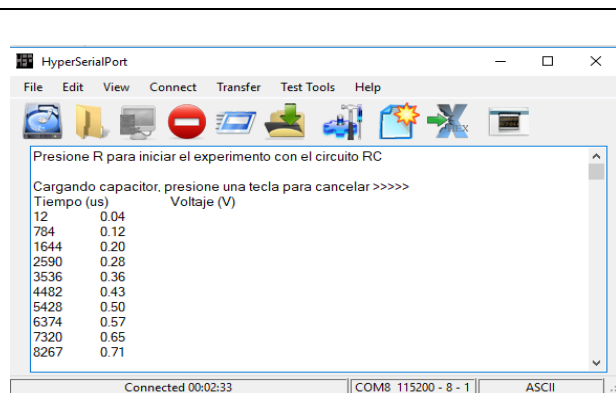 HyperSerialPort
File Edit View Connect Transfer Test Tools Help
Presione R para iniciar el experimento con el circuito RC
Cargando capacitor, presione una tecla para cancelar >>>>>
Tiempo (us) Voltaje (V)
12 0.04
784 0.12
1644 0.20
2590 0.28
3536 0.36
4482 0.43
5428 0.50
6374 0.57
7320 0.65
8267 0.71
Connected 00:02:33 COM8 115200 - 8 - 1 ASCII